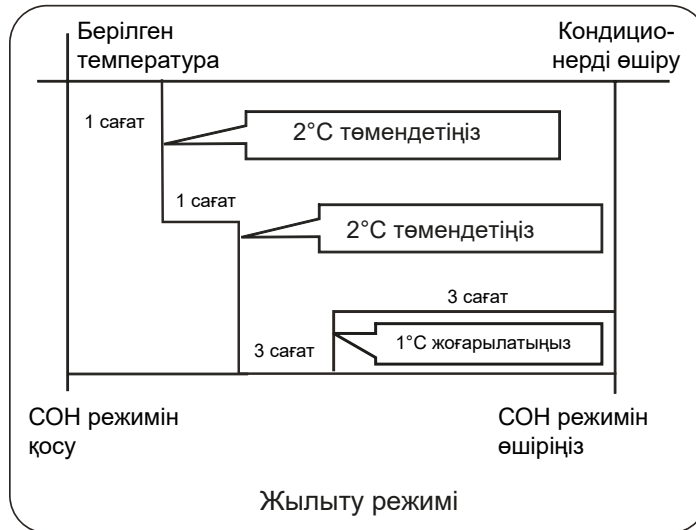 Берілген
температура
Кондицио-
нерді өшіру
1 сағат
2°C төмендетіңіз
1 сағат
2°C төмендетіңіз
3 сағат
3 сағат
1°C жоғарылатыңыз
СОН режимін
қосу
СОН режимін
өшіріңіз
Жылыту режимі